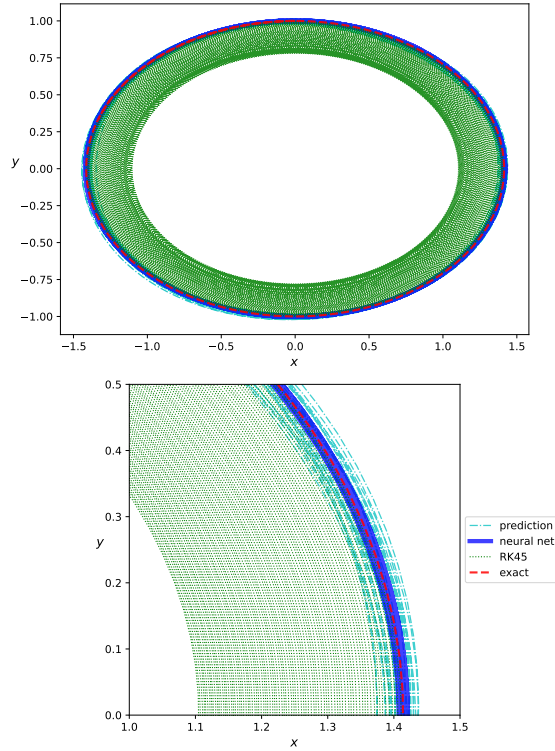 1.00
0.75
0.50
0.25
0.00
−0.25
−0.50
−0.75
−1.00
y
−1.5 −1.0 −0.5 0.0 0.5 1.0 1.5
x
0.5
0.4
0.3
0.2
0.1
0.0
y
1.0 1.1 1.2 1.3 1.4 1.5
x
prediction
neural net
RK45
exact